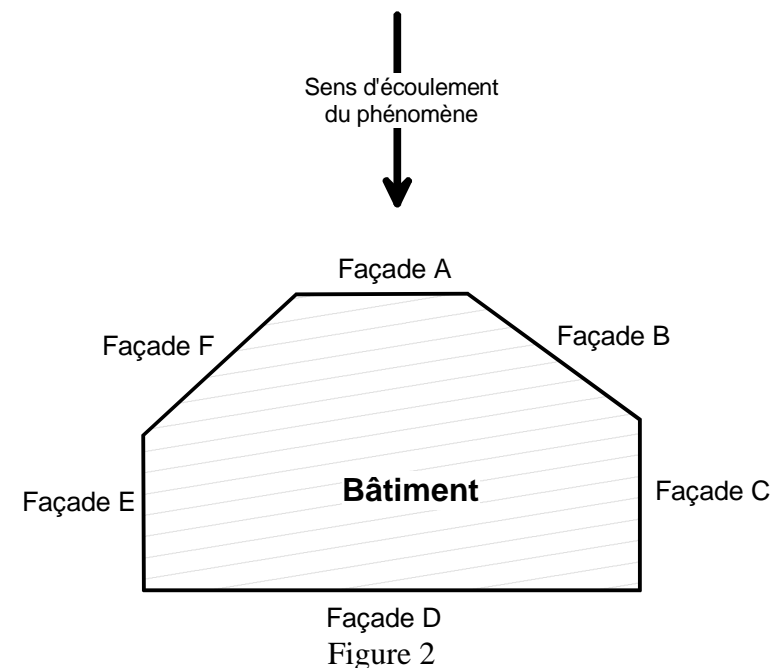 Sens d'écoulement
du phénomène
Façade A
Façade B
Façade F
Bâtiment
Façade E
Façade C
Façade D
Figure 2